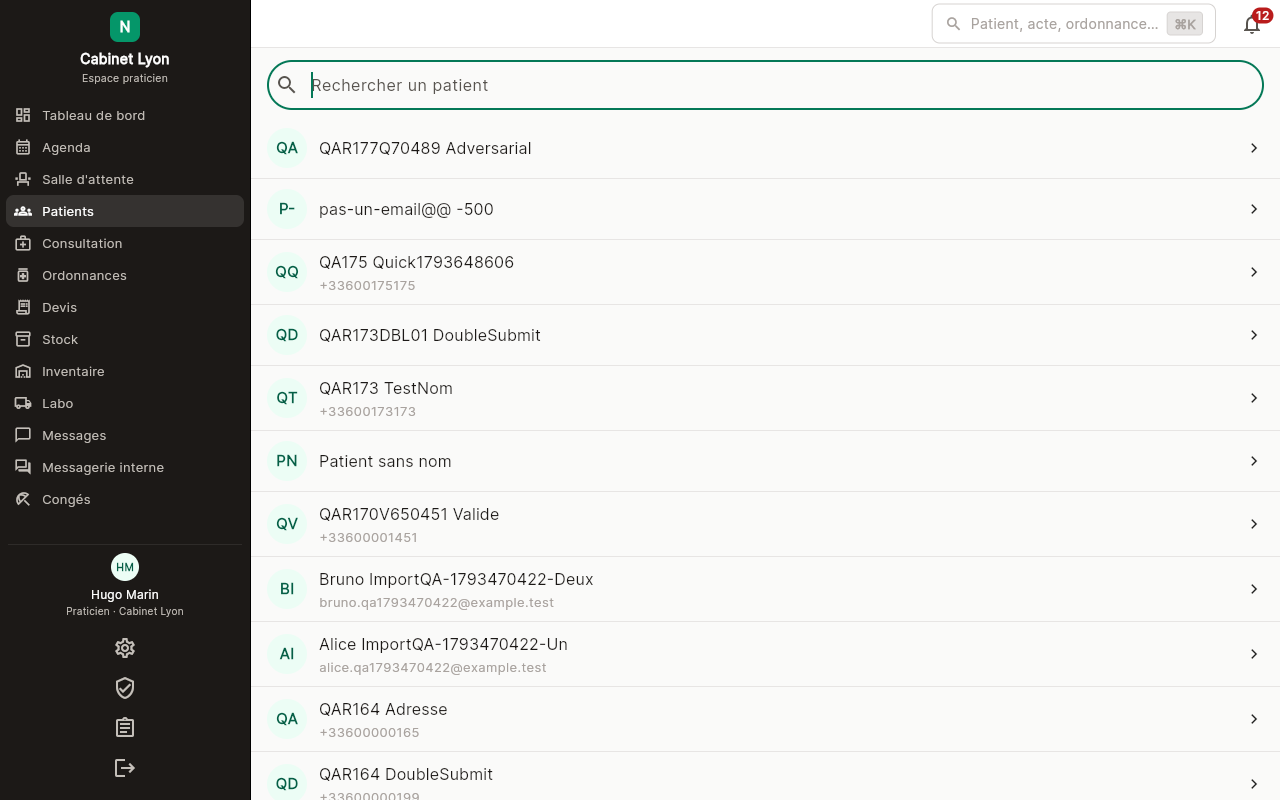 N
Cabinet Lyon
Espace praticien
Tableau de bord
Agenda
Salle d'attente
Patients
Consultation
Ordonnances
Devis
Stock
Inventaire
Labo
Messages
Messagerie interne
Congés
HM
Hugo Marin
Praticien · Cabinet Lyon
Patient, acte, ordonnance... ⌘K
12
Rechercher un patient
QA QAR177Q70489 Adversarial
P- pas-un-email@@ -500
QQ QA175 Quick1793648606
+33600175175
QD QAR173DBL01 DoubleSubmit
QT QAR173 TestNom
+33600173173
PN Patient sans nom
QV QAR170V650451 Valide
+33600001451
BI Bruno ImportQA-1793470422-Deux
bruno.qa1793470422@example.test
AI Alice ImportQA-1793470422-Un
alice.qa1793470422@example.test
QA QAR164 Adresse
+33600000165
QD QAR164 DoubleSubmit
+33600000199